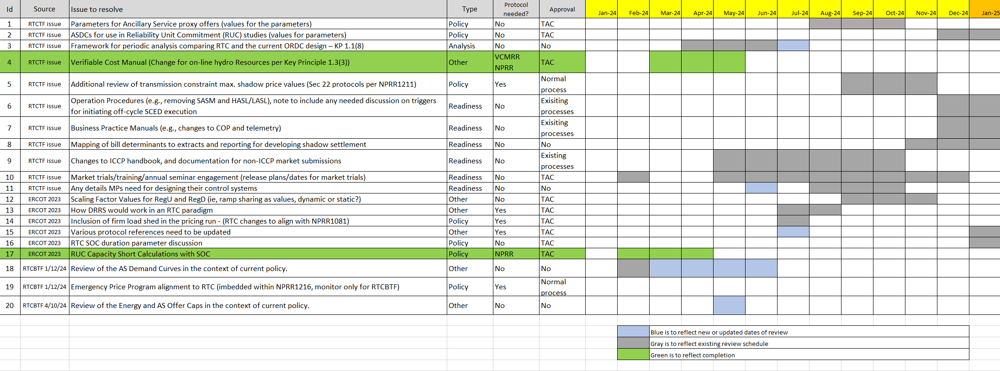 Id Source Issue to resolve Type Protocol needed? Approval Jan-24 Feb-24 Mar-24 Apr-24 May-24 Jun-24 Jul-24 Aug-24 Sep-24 Oct-24 Nov-24 Dec-24 Jan-25
1 RTCTF issue Parameters for Ancillary Service proxy offers (values for the parameters) Policy No TAC
2 RTCTF issue ASDCs for use in Reliability Unit Commitment (RUC) studies (values for parameters) Policy No TAC
3 RTCTF issue Framework for periodic analysis comparing RTC and the current ORDC design – KP 1.1(8) Analysis No No
4 RTCTF issue Verifiable Cost Manual (Change for on-line hydro Resources per Key Principle 1.3(3)) Other VCMRR NPRR TAC
5 RTCTF issue Additional review of transmission constraint max. shadow price values (Sec 22 protocols per NPRR1211) Policy Yes Normal process
6 RTCTF issue Operation Procedures (e.g., removing SASM and HASL/LASL), note to include any needed discussion on triggers
for initiating off-cycle SCED execution Readiness No Exisiting processes
7 RTCTF issue Business Practice Manuals (e.g., changes to COP and telemetry) Readiness No Exisiting processes
8 RTCTF issue Mapping of bill determinants to extracts and reporting for developing shadow settlement Readiness No No
9 RTCTF issue Changes to ICCP handbook, and documentation for non-ICCP market submissions Readiness No Existing processes
10 RTCTF issue Market trials/training/annual seminar engagement (release plans/dates for market trials) Readiness No TAC
11 RTCTF issue Any details MPs need for designing their control systems Readiness No No
12 ERCOT 2023 Scaling Factor Values for RegU and RegD (ie, ramp sharing as values, dynamic or static?) Other No TAC
13 ERCOT 2023 How DRRS would work in an RTC paradigm Other Yes TAC
14 ERCOT 2023 Inclusion of firm load shed in the pricing run - (RTC changes to align with NPRR1081) Policy Yes TAC
15 ERCOT 2023 Various protocol references need to be updated Other Yes TAC
16 ERCOT 2023 RTC SOC duration parameter discussion Policy No TAC
17 ERCOT 2023 RUC Capacity Short Calculations with SOC Policy NPRR TAC
18 RTCBTF 1/12/24 Review of the AS Demand Curves in the context of current policy. Other No No
19 RTCBTF 1/12/24 Emergency Price Program alignment to RTC (imbedded within NPRR1216, monitor only for RTCBTF) Policy Yes Normal process
20 RTCBTF 4/10/24 Review of the Energy and AS Offer Caps in the context of current policy. Other No No
Blue is to reflect new or updated dates of review
Gray is to reflect existing review schedule
Green is to reflect completion